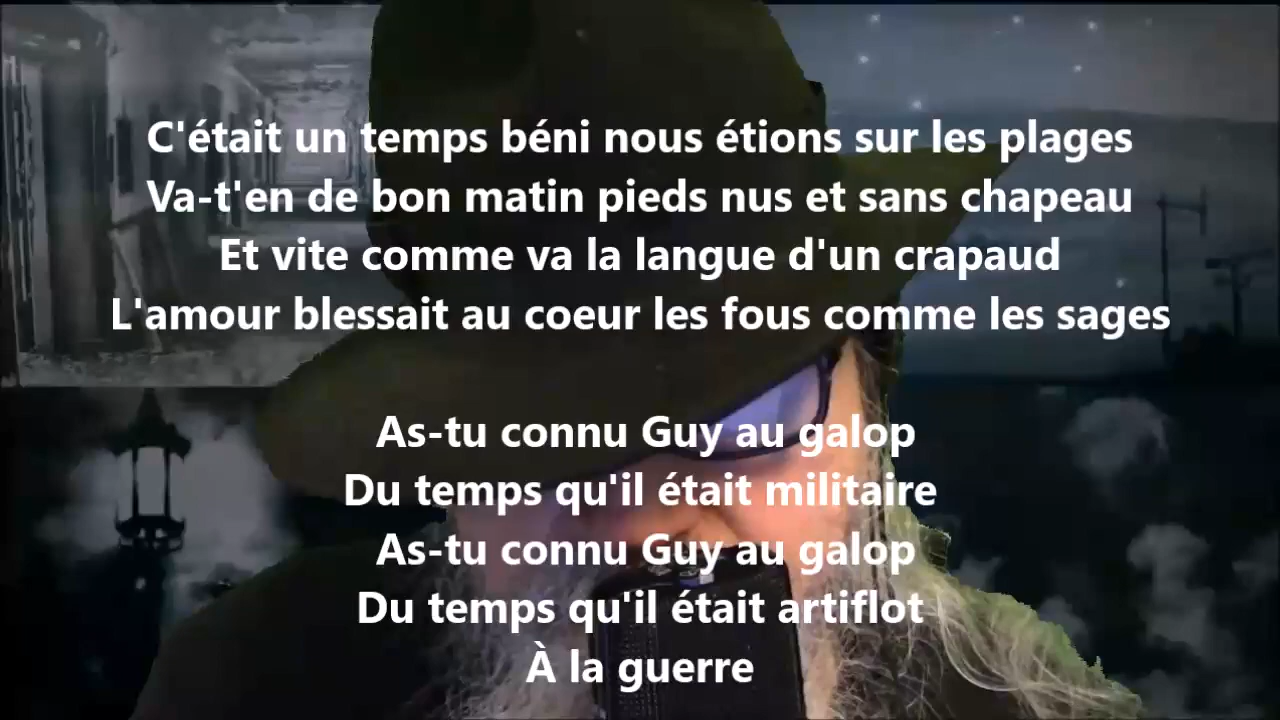 C'était un temps béni nous étions sur les plages
Va-t'en de bon matin pieds nus et sans chapeau
Et vite comme va la langue d'un crapaud
L'amour blessait au coeur les fous comme les sages
As-tu connu Guy au galop
Du temps qu'il était militaire
As-tu connu Guy au galop
Du temps qu'il était artiflot
À la guerre